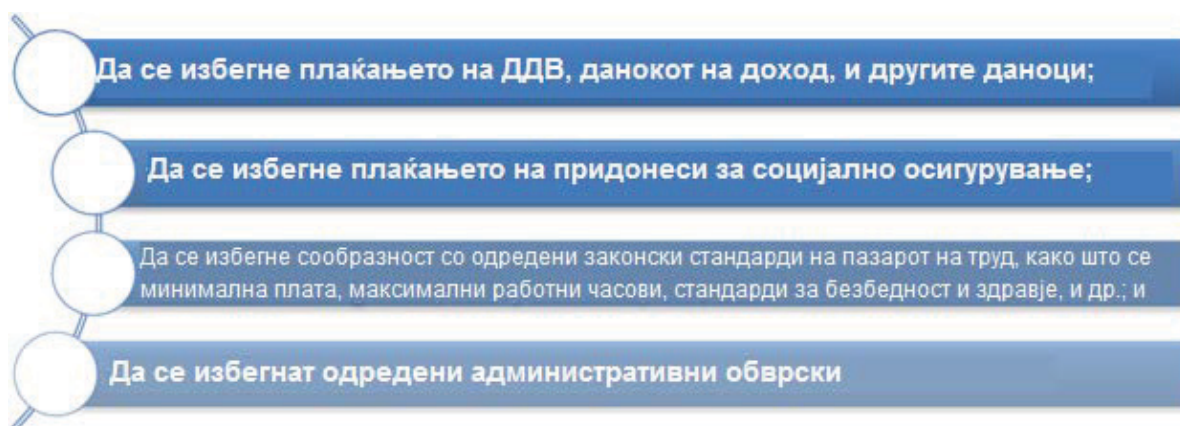 Да се избегне плаќањето на ДДВ, данокот на доход, и другите даноци;
Да се избегне плаќањето на придонеси за социјално осигурување;
Да се избегне сообразност со одредени законски стандарди на пазарот на труд, како што се
минимална плата, максимални работни часови, стандарди за безбедност и здравје, и др.; и
Да се избегнат одредени административни обврски